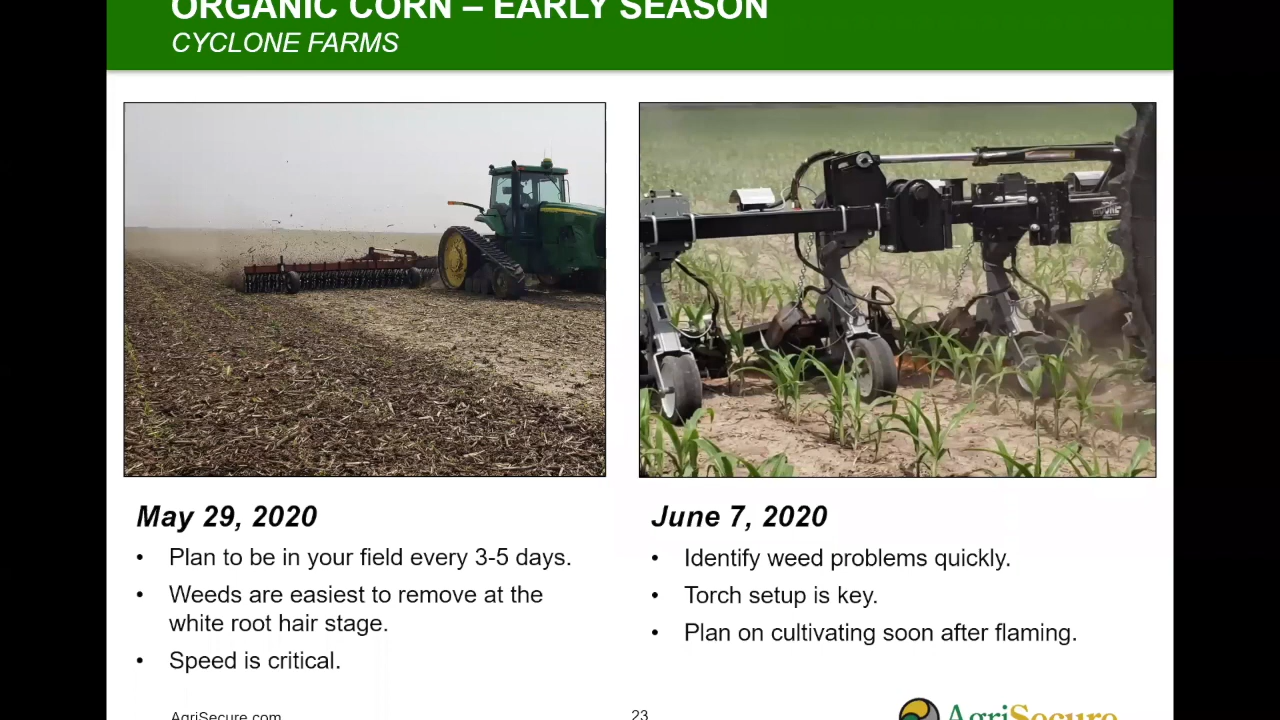 ORGANIC CORN – EARLY SEASON
CYCLONE FARMS
May 29, 2020
• Plan to be in your field every 3-5 days.
• Weeds are easiest to remove at the
white root hair stage.
• Speed is critical.
June 7, 2020
• Identify weed problems quickly.
• Torch setup is key.
• Plan on cultivating soon after flaming.
AgriSecure.com
23
AgriSecure